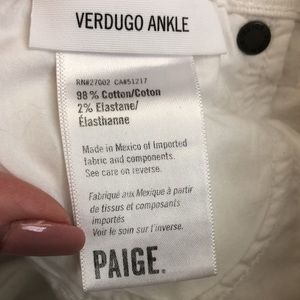 VERDUGO ANKLE
RN#27002 CA#51217
98 % Cotton/Coton
2% Elastane/
Élasthanne
Made in Mexico of Imported
fabric and components.
See care on reverse.
Fabriqué aux Mexique à partir
de tissus et composants
importés
Voir le soin sur l'inverse.
PAIGE.